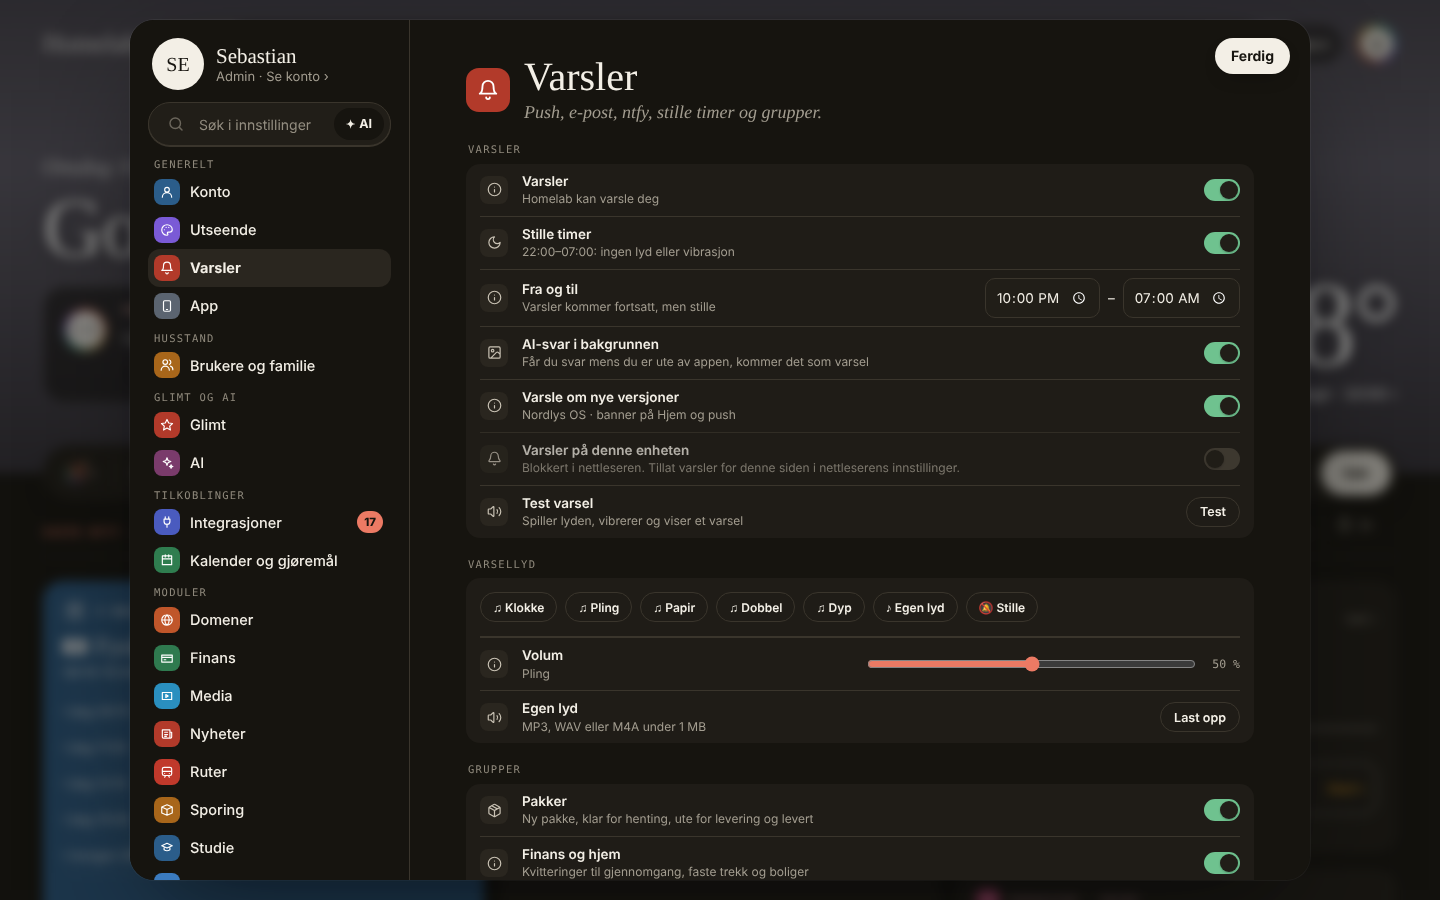 SE
Sebastian
Admin · Se konto ›
Søk i innstillinger
✦ AI
GENERELT
Konto
Utseende
Varsler
App
HUSSTAND
Brukere og familie
GLIMT OG AI
Glimt
AI
TILKOBLINGER
Integrasjoner
17
Kalender og gjøremål
MODULER
Domener
Finans
Media
Nyheter
Ruter
Sporing
Studie
Ferdig
Varsler
Push, e-post, ntfy, stille timer og grupper.
VARSLER
Varsler
Homelab kan varsle deg
Stille timer
22:00–07:00: ingen lyd eller vibrasjon
Fra og til
Varsler kommer fortsatt, men stille
10:00 PM – 07:00 AM
AI-svar i bakgrunnen
Får du svar mens du er ute av appen, kommer det som varsel
Varsle om nye versjoner
Nordlys OS · banner på Hjem og push
Varsler på denne enheten
Blokkert i nettleseren. Tillat varsler for denne siden i nettleserens innstillinger.
Test varsel
Spiller lyden, vibrerer og viser et varsel
Test
VARSELLYD
♫ Klokke ♫ Pling ♫ Papir ♫ Dobbel ♫ Dyp ♪ Egen lyd 🔕 Stille
Volum
Pling
50 %
Egen lyd
MP3, WAV eller M4A under 1 MB
Last opp
GRUPPER
Pakker
Ny pakke, klar for henting, ute for levering og levert
Finans og hjem
Kvitteringer til gjennomgang, faste trekk og boliger